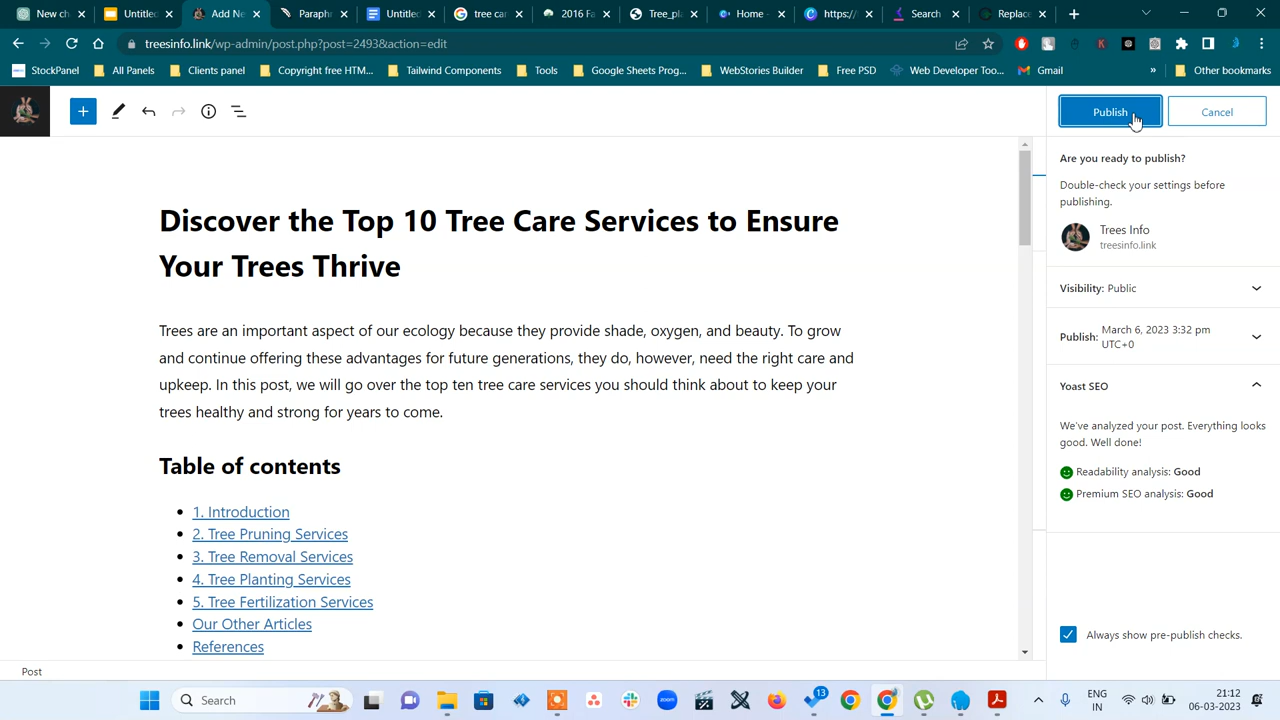 New ch
Untitled
Add Ne
Paraph
Untitle
tree car
2016 Fa
Tree_pl
Home -
https:/
Search
Replace
treesinfo.link/wp-admin/post.php?post=2493&action=edit
StockPanel
All Panels
Clients panel
Copyright free HTM...
Tailwind Components
Tools
Google Sheets Prog...
WebStories Builder
Free PSD
Web Developer Too...
Gmail
»
Other bookmarks
Publish
Cancel
Are you ready to publish?
Double-check your settings before
publishing.
Trees Info
treesinfo.link
Visibility: Public
Publish: March 6, 2023 3:32 pm
UTC+0
Yoast SEO
We've analyzed your post. Everything looks
good. Well done!
Readability analysis: Good
Premium SEO analysis: Good
Always show pre-publish checks.
Discover the Top 10 Tree Care Services to Ensure
Your Trees Thrive
Trees are an important aspect of our ecology because they provide shade, oxygen, and beauty. To grow
and continue offering these advantages for future generations, they do, however, need the right care and
upkeep. In this post, we will go over the top ten tree care services you should think about to keep your
trees healthy and strong for years to come.
Table of contents
1. Introduction
2. Tree Pruning Services
3. Tree Removal Services
4. Tree Planting Services
5. Tree Fertilization Services
Our Other Articles
References
Post
Search
zoom
13
ENG
IN
21:12
06-03-2023